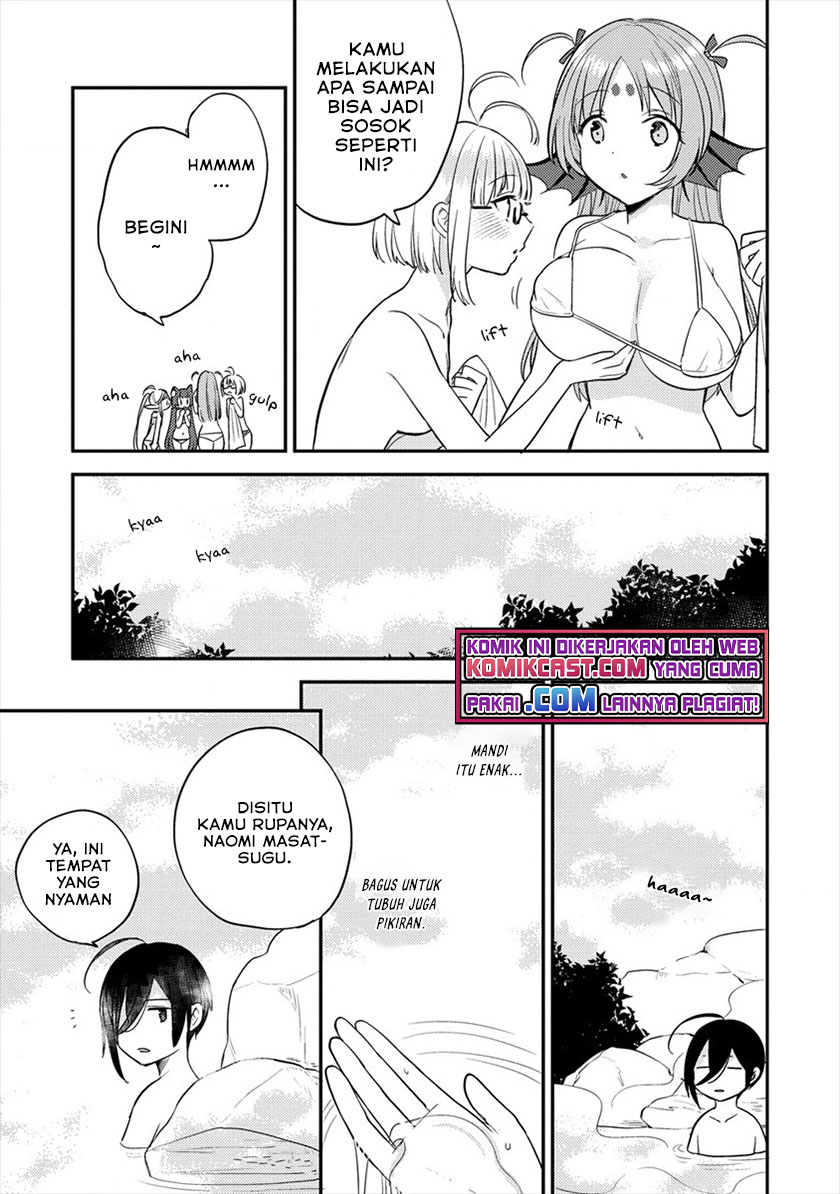 KAMU
MELAKUKAN
APA SAMPAI
BISA JADI
SOSOK
SEPERTI
INI?
lift
lift
HMMMM
...
BEGINI
~
aha
aha
gulp
kyaa
kyaa
KOMIK INI DIKERJAKAN OLEH WEB
KOMIKCAST.COM YANG CUMA
PAKAI .COM LAINNYA PLAGIAT!
haaaa~
MANDI
ITU ENAK...
BAGUS UNTUK
TUBUH JUGA
PIKIRAN.
DISITU
KAMU RUPANYA,
NAOMI MASAT-
SUGU.
YA, INI
TEMPAT
YANG
NYAMAN